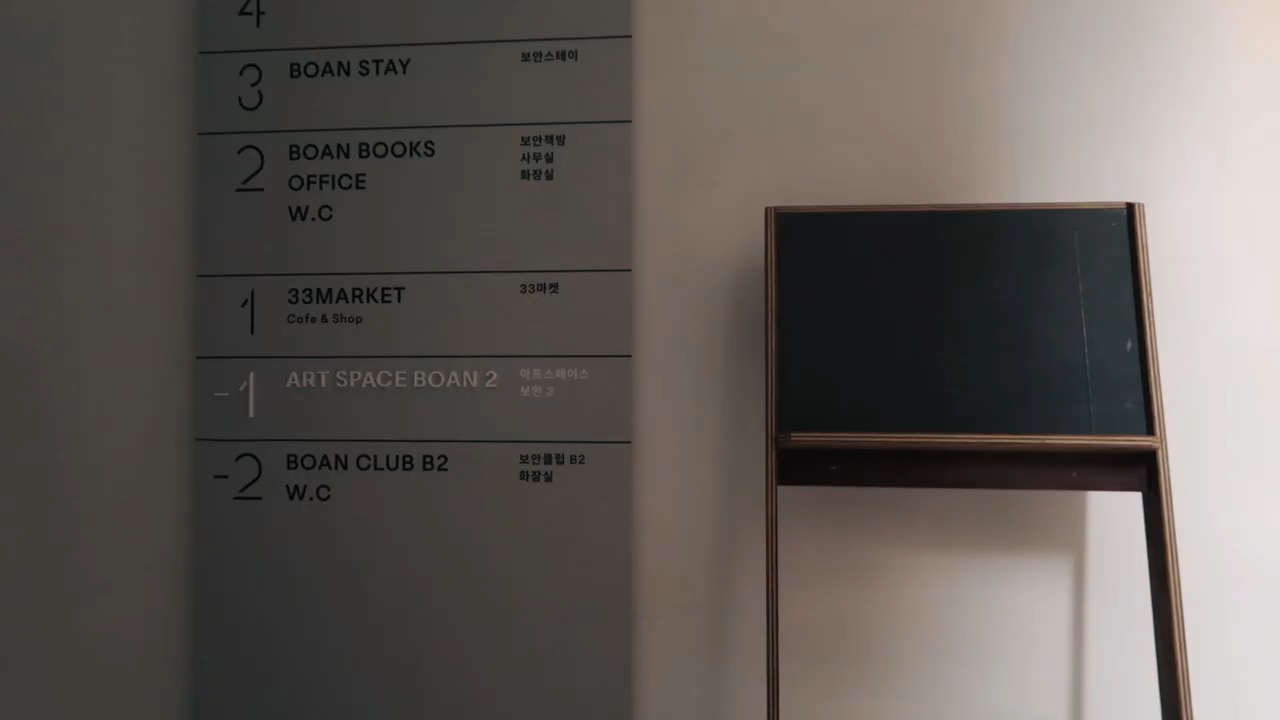 4
3 BOAN STAY 보안스테이
2 BOAN BOOKS 보안책방
OFFICE 사무실
W.C 화장실
1 33MARKET 33마켓
Cafe & Shop
-1 ART SPACE BOAN 2 아트스페이스
보안 2
-2 BOAN CLUB B2 보안클럽 B2
W.C 화장실